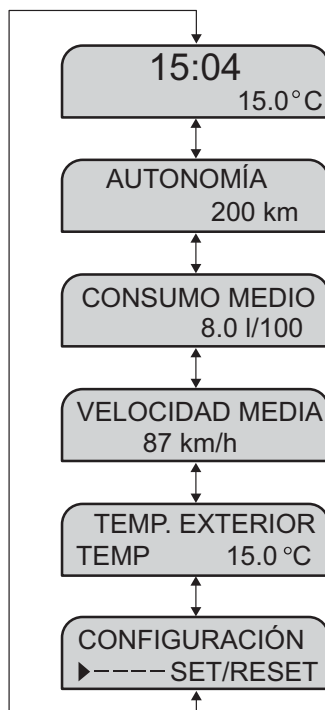 15:04
15.0°C
AUTONOMÍA
200 km
CONSUMO MEDIO
8.0 l/100
VELOCIDAD MEDIA
87 km/h
TEMP. EXTERIOR
TEMP 15.0 °C
CONFIGURACIÓN
►---- SET/RESET